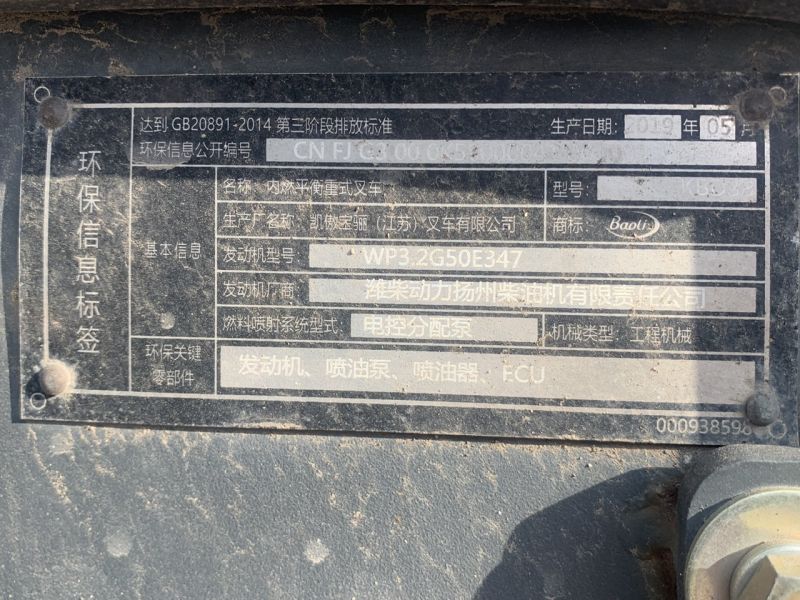 环保信息标签
达到 GB20891-2014 第三阶段排放标准 生产日期: 2019 年 05 月
环保信息公开编号 CN FJ G3
基本信息
名称: 内燃平衡重式叉车 型号:
生产厂名称: 凯傲宝骊（江苏）叉车有限公司 商标: Baoli
发动机型号 WP3.2G50E347
发动机厂商 潍柴动力扬州柴油机有限责任公司
燃料喷射系统型式: 电控分配泵 机械类型: 工程机械
环保关键零部件 发动机、喷油泵、喷油器、ECU
00093859